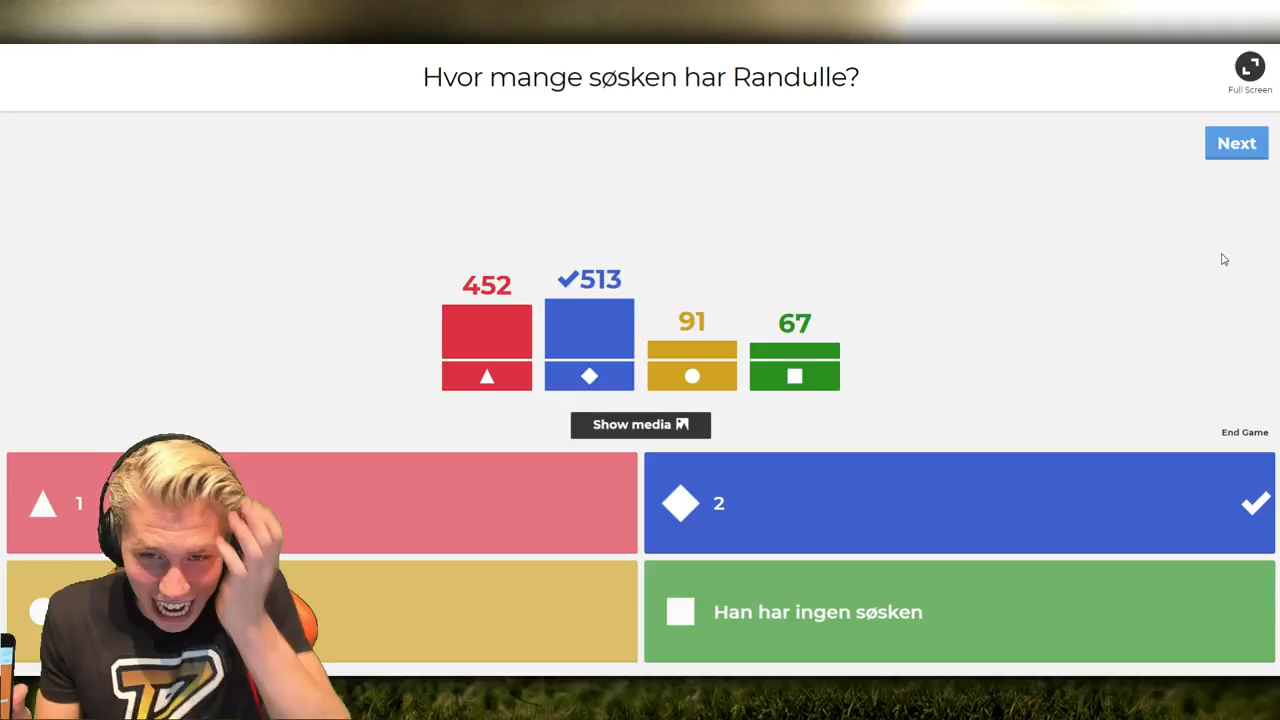 Hvor mange søsken har Randulle?
Full Screen
Next
452
513
91
67
Show media
End Game
1
2
Han har ingen søsken